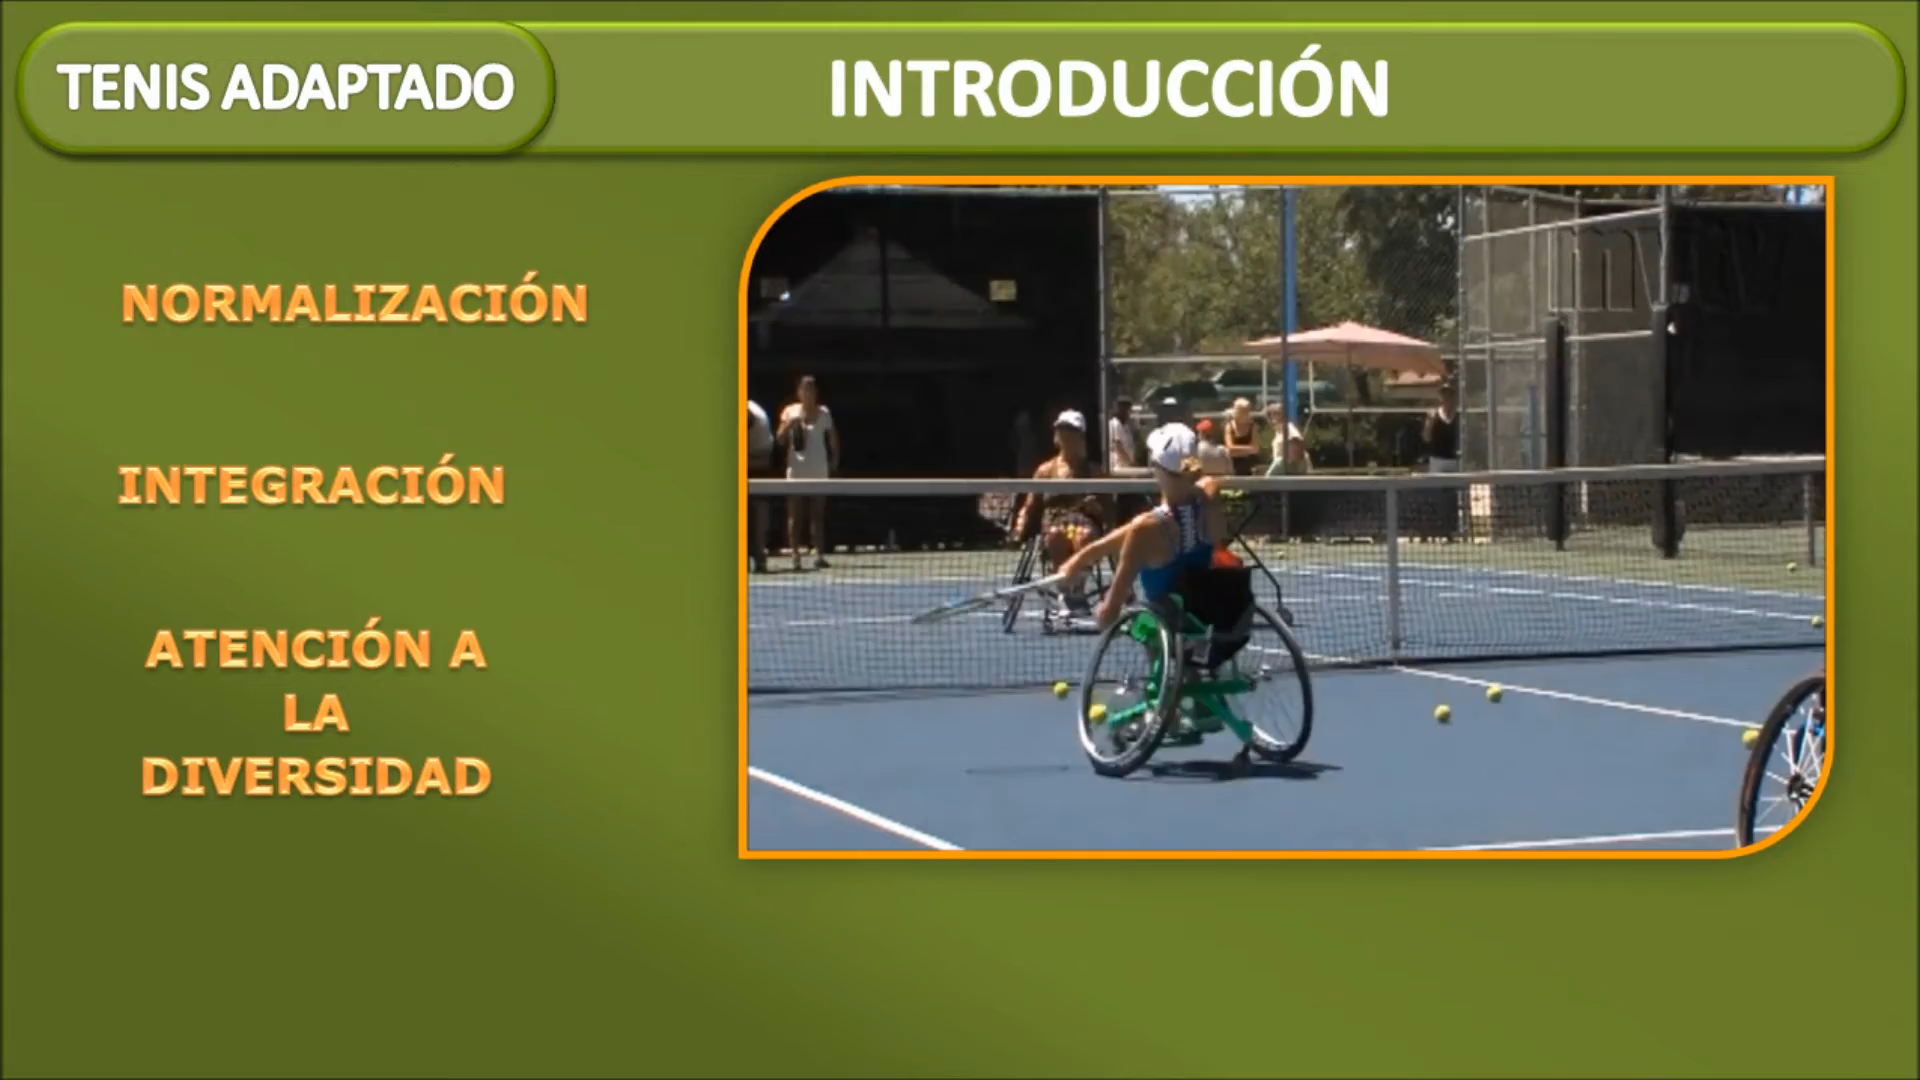 TENIS ADAPTADO
INTRODUCCIÓN
NORMALIZACIÓN
INTEGRACIÓN
ATENCIÓN A
LA
DIVERSIDAD